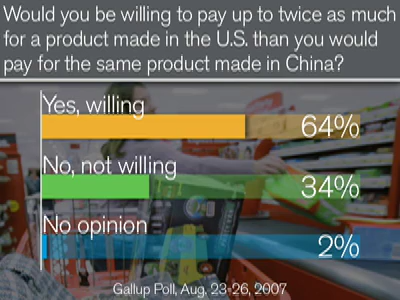 Would you be willing to pay up to twice as much
for a product made in the U.S. than you would
pay for the same product made in China?
Yes, willing
64%
No, not willing
34%
No opinion
2%
Gallup Poll, Aug. 23-26, 2007